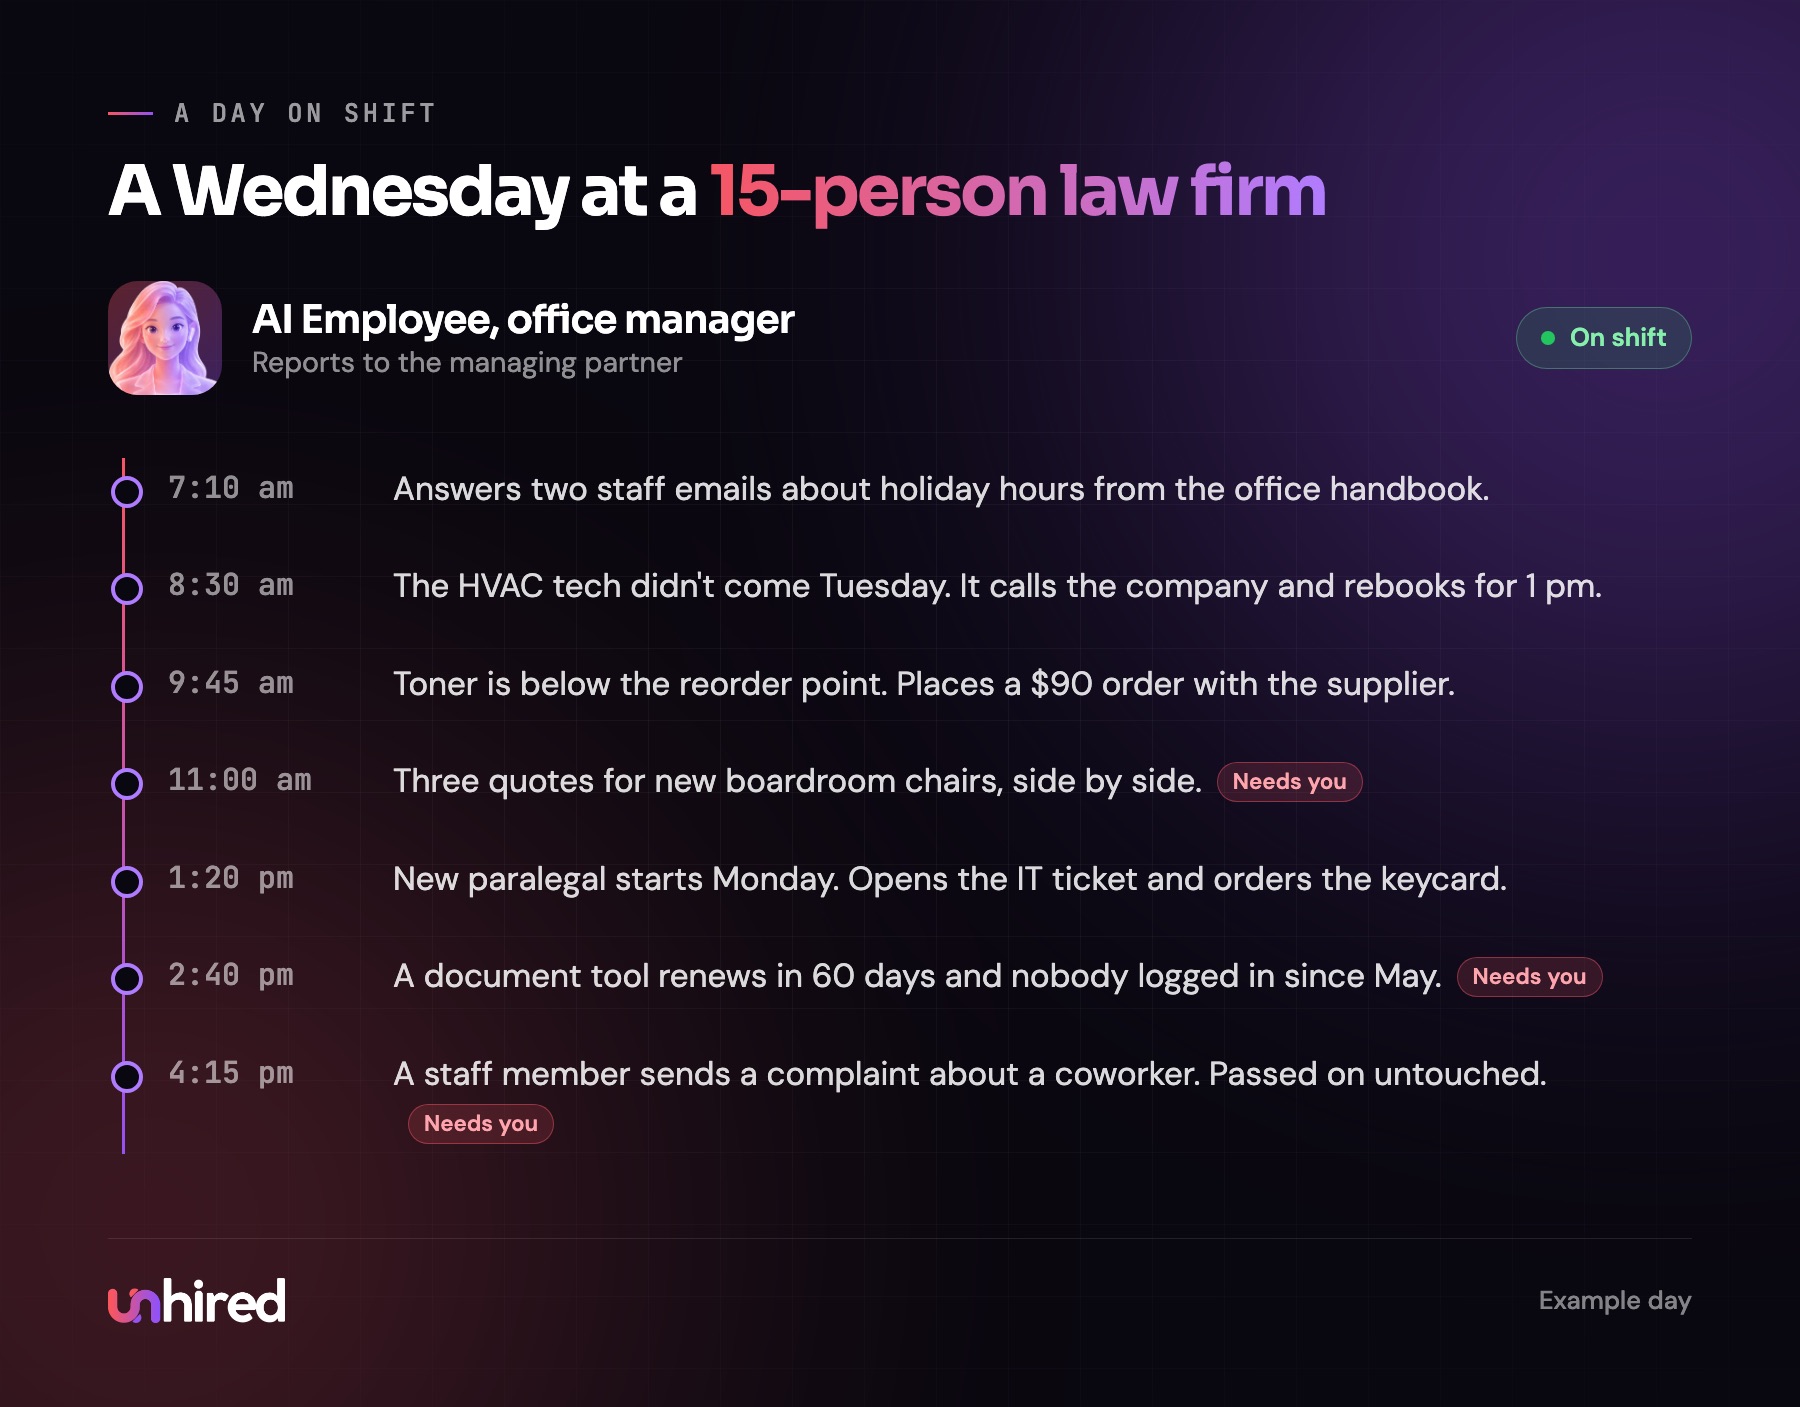 A DAY ON SHIFT
A Wednesday at a 15-person law firm
AI Employee, office manager
Reports to the managing partner
On shift
7:10 am Answers two staff emails about holiday hours from the office handbook.
8:30 am The HVAC tech didn't come Tuesday. It calls the company and rebooks for 1 pm.
9:45 am Toner is below the reorder point. Places a $90 order with the supplier.
11:00 am Three quotes for new boardroom chairs, side by side. Needs you
1:20 pm New paralegal starts Monday. Opens the IT ticket and orders the keycard.
2:40 pm A document tool renews in 60 days and nobody logged in since May. Needs you
4:15 pm A staff member sends a complaint about a coworker. Passed on untouched.
Needs you
unhired
Example day